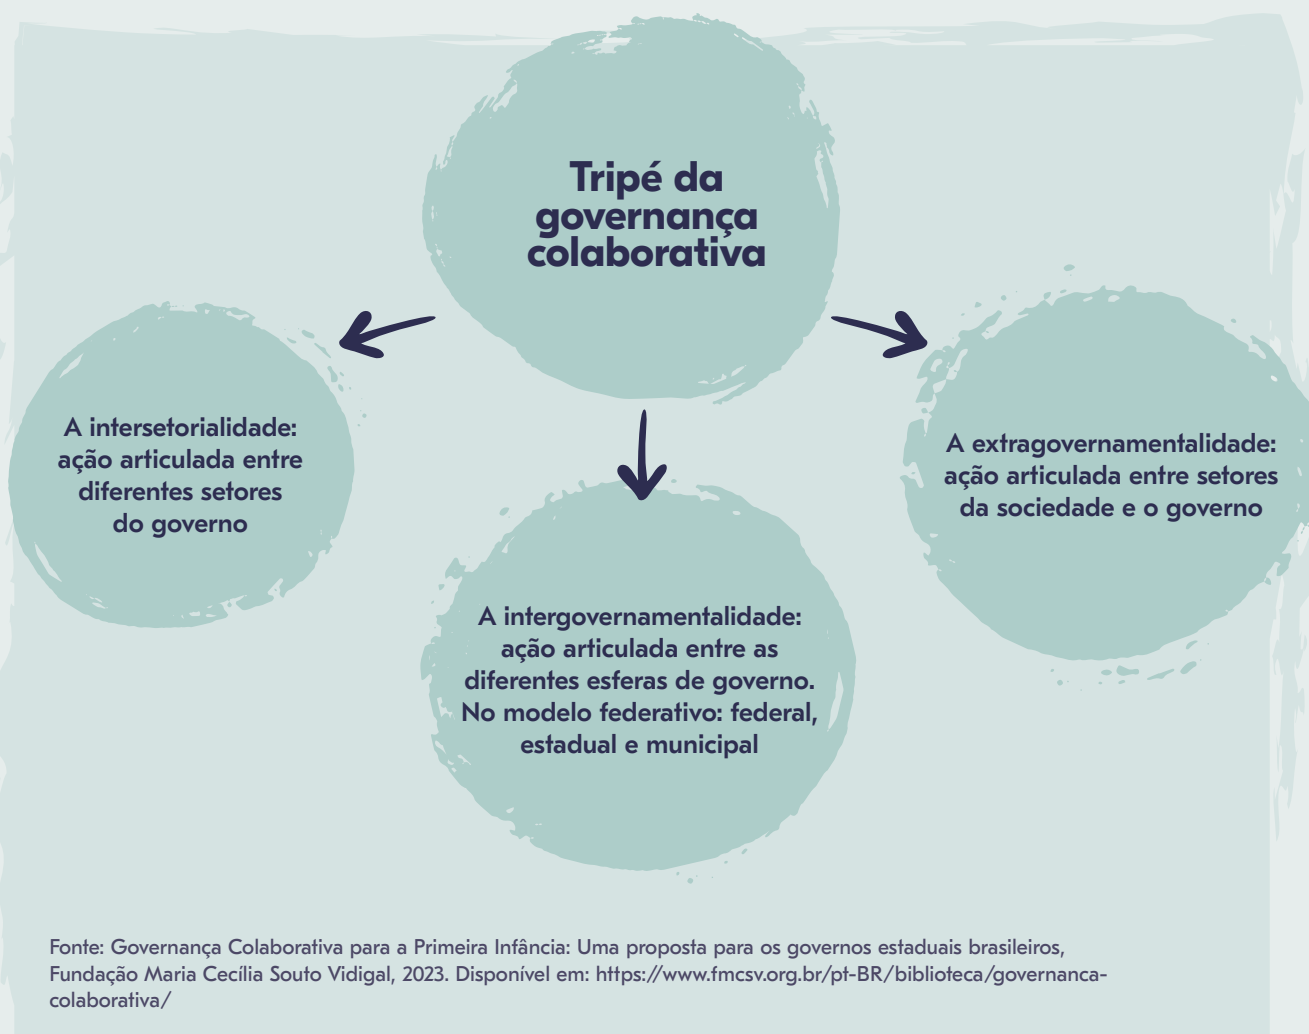 Tripé da
governança
colaborativa
A intersetorialidade:
ação articulada entre
diferentes setores
do governo
A intergovernamentalidade:
ação articulada entre as
diferentes esferas de governo.
No modelo federativo: federal,
estadual e municipal
A extragovernamentalidade:
ação articulada entre setores
da sociedade e o governo
Fonte: Governança Colaborativa para a Primeira Infância: Uma proposta para os governos estaduais brasileiros,
Fundação Maria Cecília Souto Vidigal, 2023. Disponível em: https://www.fmcsv.org.br/pt-BR/biblioteca/governanca-
colaborativa/